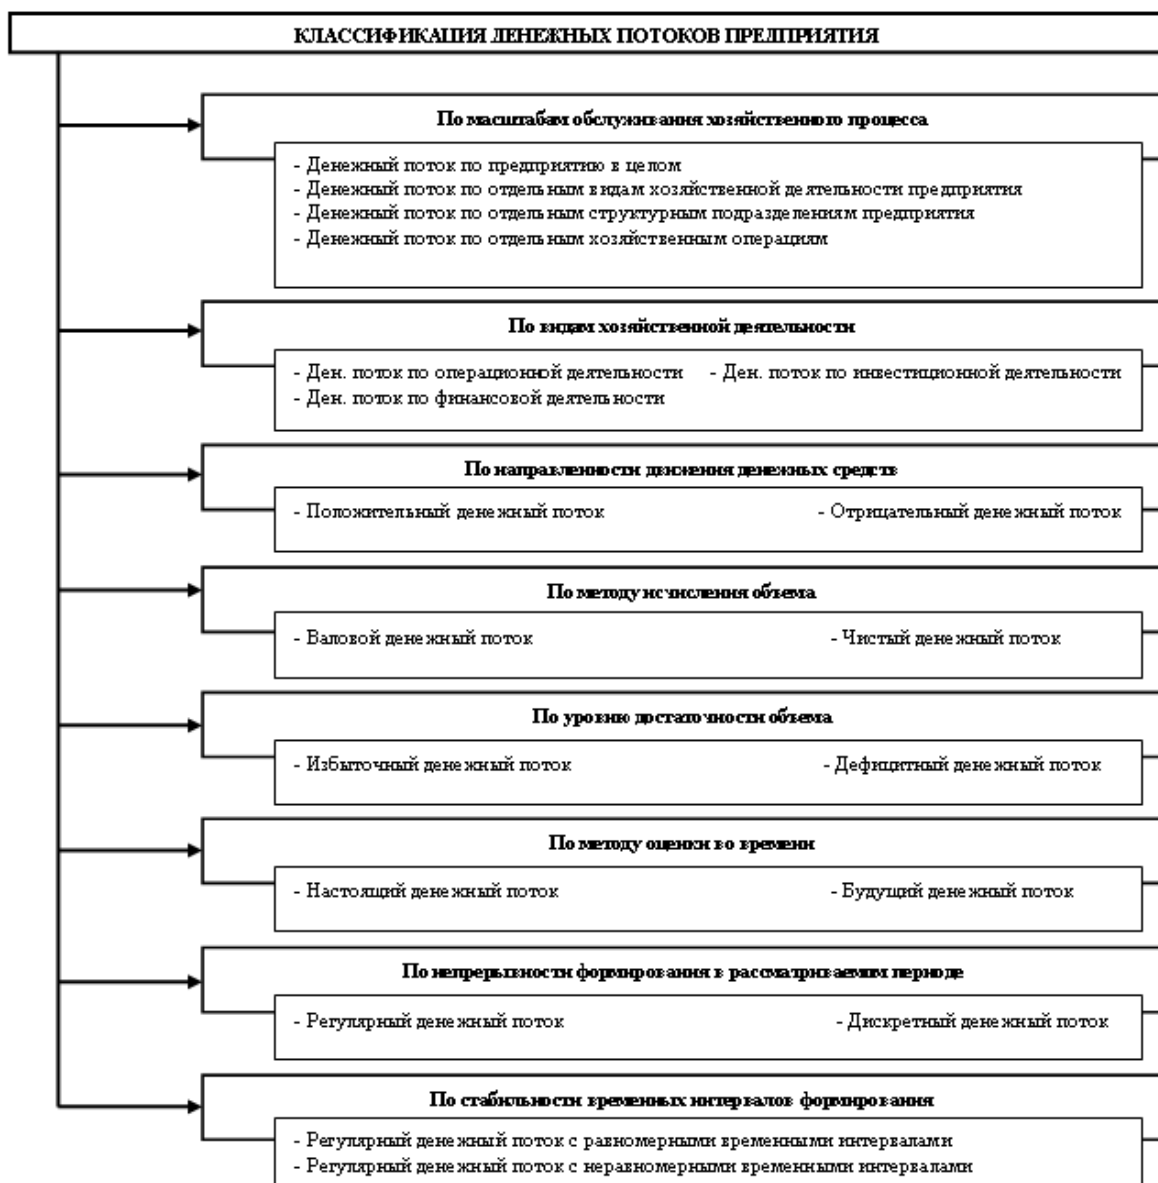 КЛАССИФИКАЦИЯ ДЕНЕЖНЫХ ПОТОКОВ ПРЕДПРИЯТИЯ
По масштабам обслуживания хозяйственного процесса
- Денежный поток по предприятию в целом
- Денежный поток по отдельным видам хозяйственной деятельности предприятия
- Денежный поток по отдельным структурным подразделениям предприятия
- Денежный поток по отдельным хозяйственным операциям
По видам хозяйственной деятельности
- Ден. поток по операционной деятельности - Ден. поток по инвестиционной деятельности
- Ден. поток по финансовой деятельности
По направленности движения денежных средств
- Положительный денежный поток - Отрицательный денежный поток
По методу исчисления объема
- Валовой денежный поток - Чистый денежный поток
По уровню достаточности объема
- Избыточный денежный поток - Дефицитный денежный поток
По методу оценки во времени
- Настоящий денежный поток - Будущий денежный поток
По непрерывности формирования в рассматриваемим периоде
- Регулярный денежный поток - Дискретный денежный поток
По стабильности временных интервалов формирования
- Регулярный денежный поток с равномерными временными интервалами
- Регулярный денежный поток с неравномерными временными интервалами